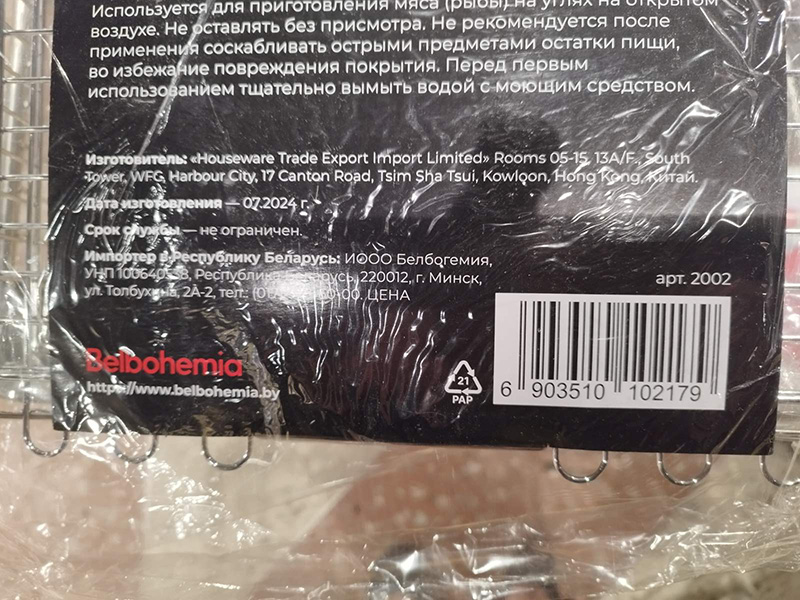 Используется для приготовления мяса (рыбы) на углях на открытом
воздухе. Не оставлять без присмотра. Не рекомендуется после
применения соскабливать острыми предметами остатки пищи,
во избежание повреждения покрытия. Перед первым
использованием тщательно вымыть водой с моющим средством.
Изготовитель: «Houseware Trade Export Import Limited» Rooms 05-15, 13A/F., South
Tower, WFC, Harbour City, 17 Canton Road, Tsim Sha Tsui, Kowloon, Hong Kong, Китай.
Дата изготовления — 07.2024 г.
Срок службы — не ограничен.
Импортер в Республику Беларусь: ИООО Белбогемия,
УНП Республика Беларусь, 220012, г. Минск,
ул. Толбухина, 2А-2, тел.: ЦЕНА
арт. 2002
Belbohemia
https://www.belbohemia.by
21
PAP
6 903510 102179